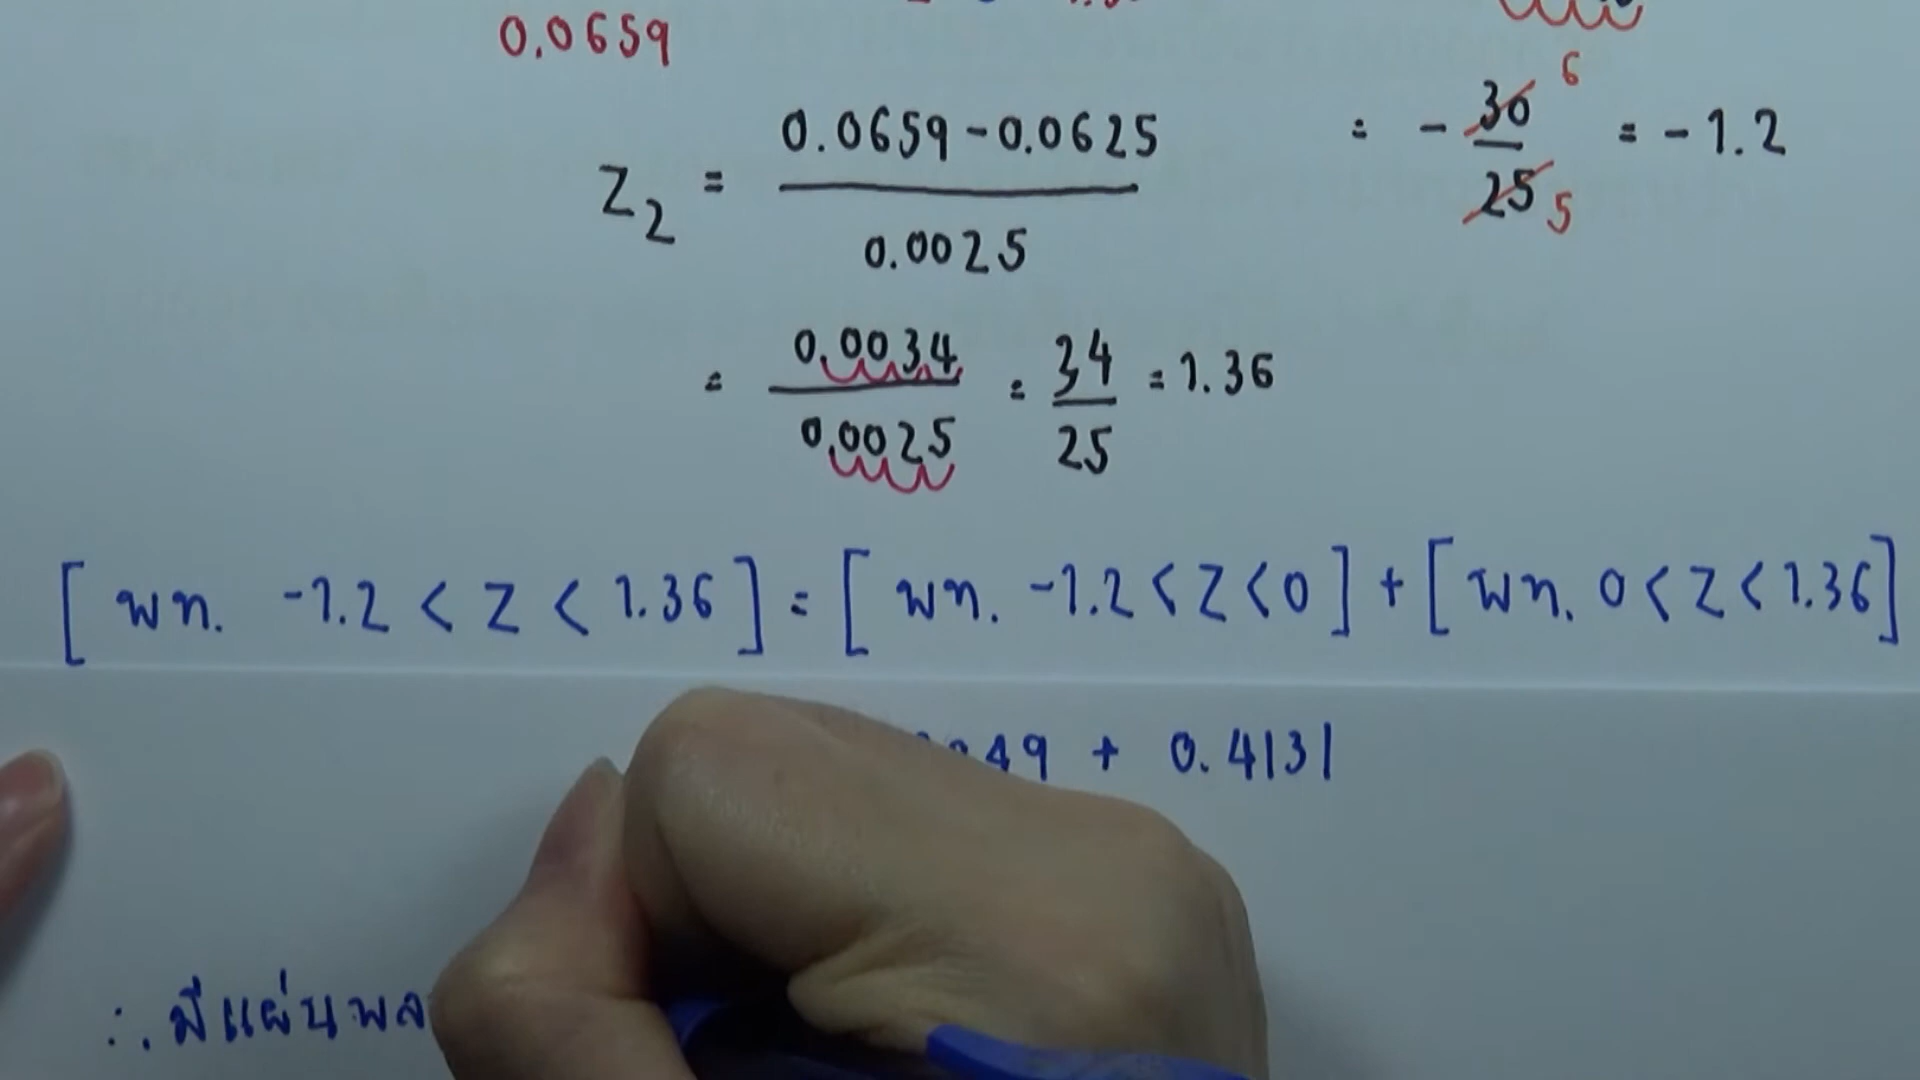 0.0659
Z₂ = (0.0659 - 0.0625) / 0.0025
= - 30/25 6 5 = - 1.2
= 0.0034 / 0.0025 = 34/25 = 1.36
[ พท. -1.2 < Z < 1.36 ] = [ พท. -1.2 < Z < 0 ] + [ พท. 0 < Z < 1.36 ]
49 + 0.4131
∴ มีแผ่นพลา